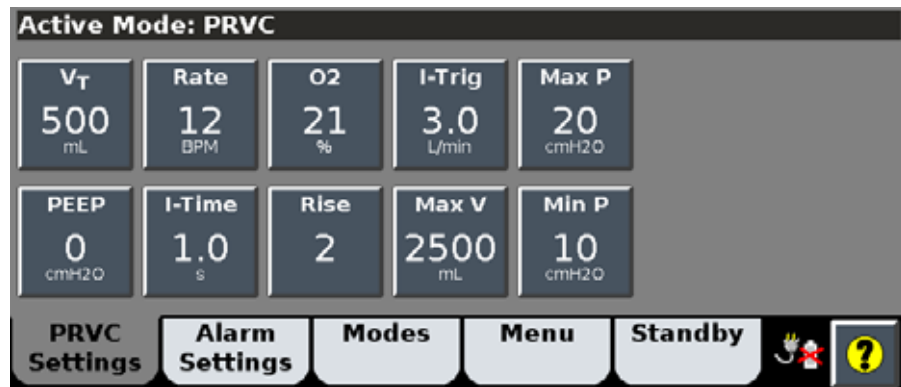 Active Mode: PRVC
VT Rate O2 I-Trig Max P
500 12 21 3.0 20
mL BPM % L/min cmH2O
PEEP I-Time Rise Max V Min P
0 1.0 2 2500 10
cmH2O s mL cmH2O
PRVC Alarm Modes Menu Standby
Settings Settings ?